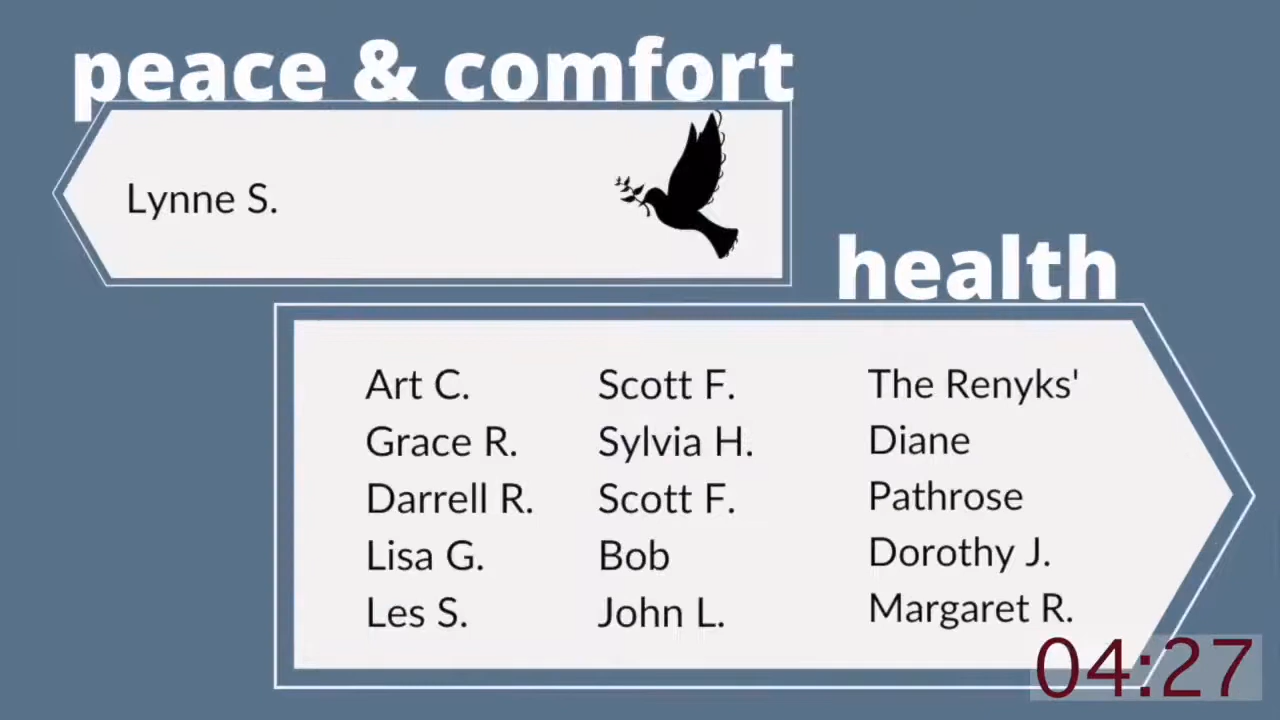 peace & comfort
Lynne S.
health
Art C.
Grace R.
Darrell R.
Lisa G.
Les S.
Scott F.
Sylvia H.
Scott F.
Bob
John L.
The Renyks'
Diane
Pathrose
Dorothy J.
Margaret R.
04:27